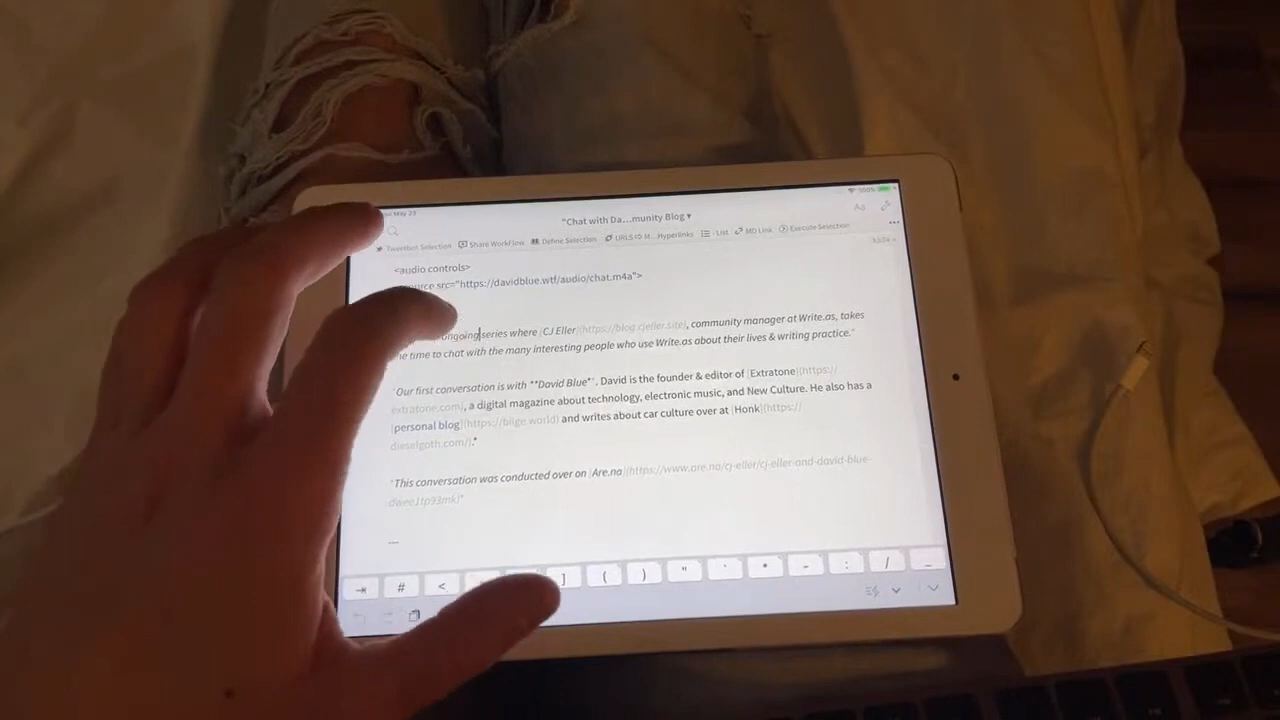 May 23
100%
"Chat with Da...munity Blog ▾
Aa
Tweetbot Selection Share WorkFlow Define Selection URLS⇨ M...Hyperlinks List MD Link Execute Selection
<audio controls>
src="https://davidblue.wtf/audio/chat.m4a">
ongoing series where [CJ Eller](https://blog.cjeller.site), community manager at Write.as, takes
time to chat with the many interesting people who use Write.as about their lives & writing practice.*
*Our first conversation is with **David Blue**. David is the founder & editor of [Extratone](https://
extratone.com), a digital magazine about technology, electronic music, and New Culture. He also has a
[personal blog](https://bilge.world) and writes about car culture over at [Honk](https://
dieselgoth.com/).*
*This conversation was conducted over on [Are.na](https://www.are.na/cj-eller/cj-eller-and-david-blue-
dwee1tp93mk)*
---
⇥ # < ] ( ) " ' * - : / _